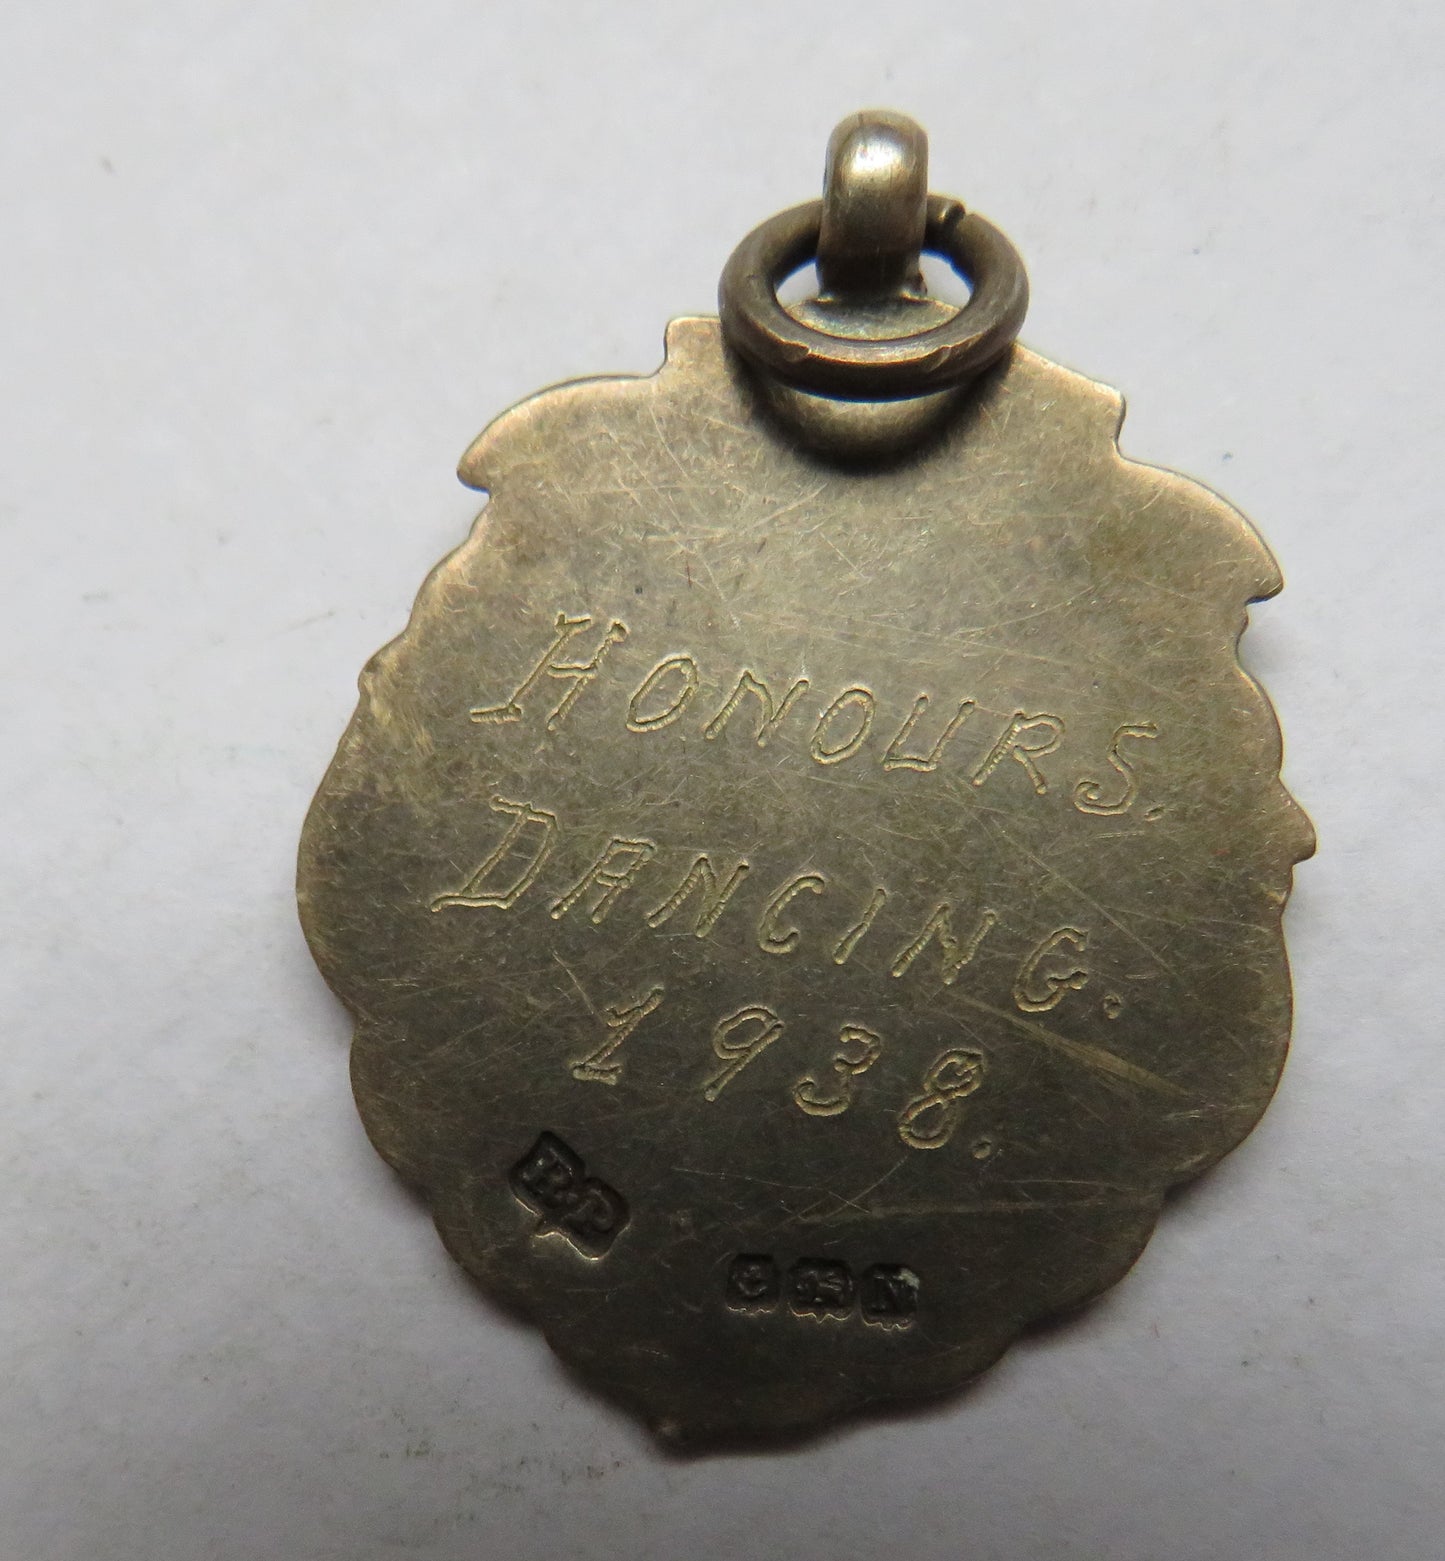 HONOURS.
DANCING.
1938.
N